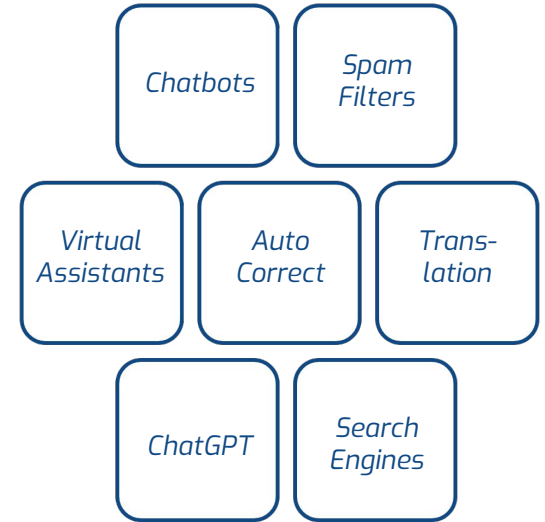 Chatbots
Spam
Filters
Virtual
Assistants
Auto
Correct
Trans-
lation
ChatGPT
Search
Engines